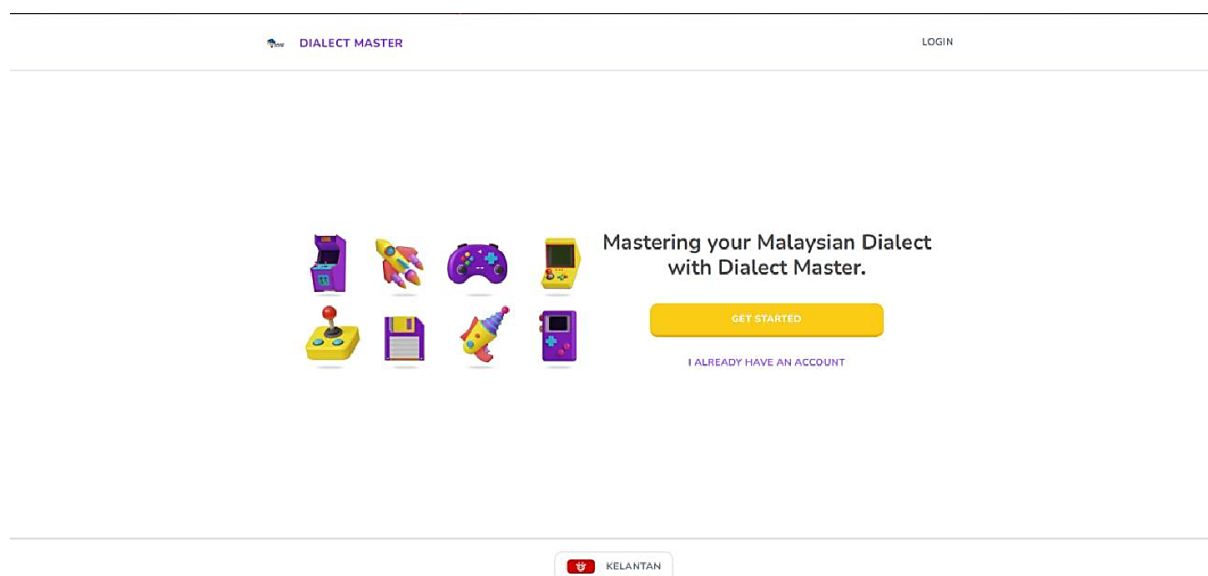 DIALECT MASTER
LOGIN
Mastering your Malaysian Dialect
with Dialect Master.
GET STARTED
I ALREADY HAVE AN ACCOUNT
KELANTAN